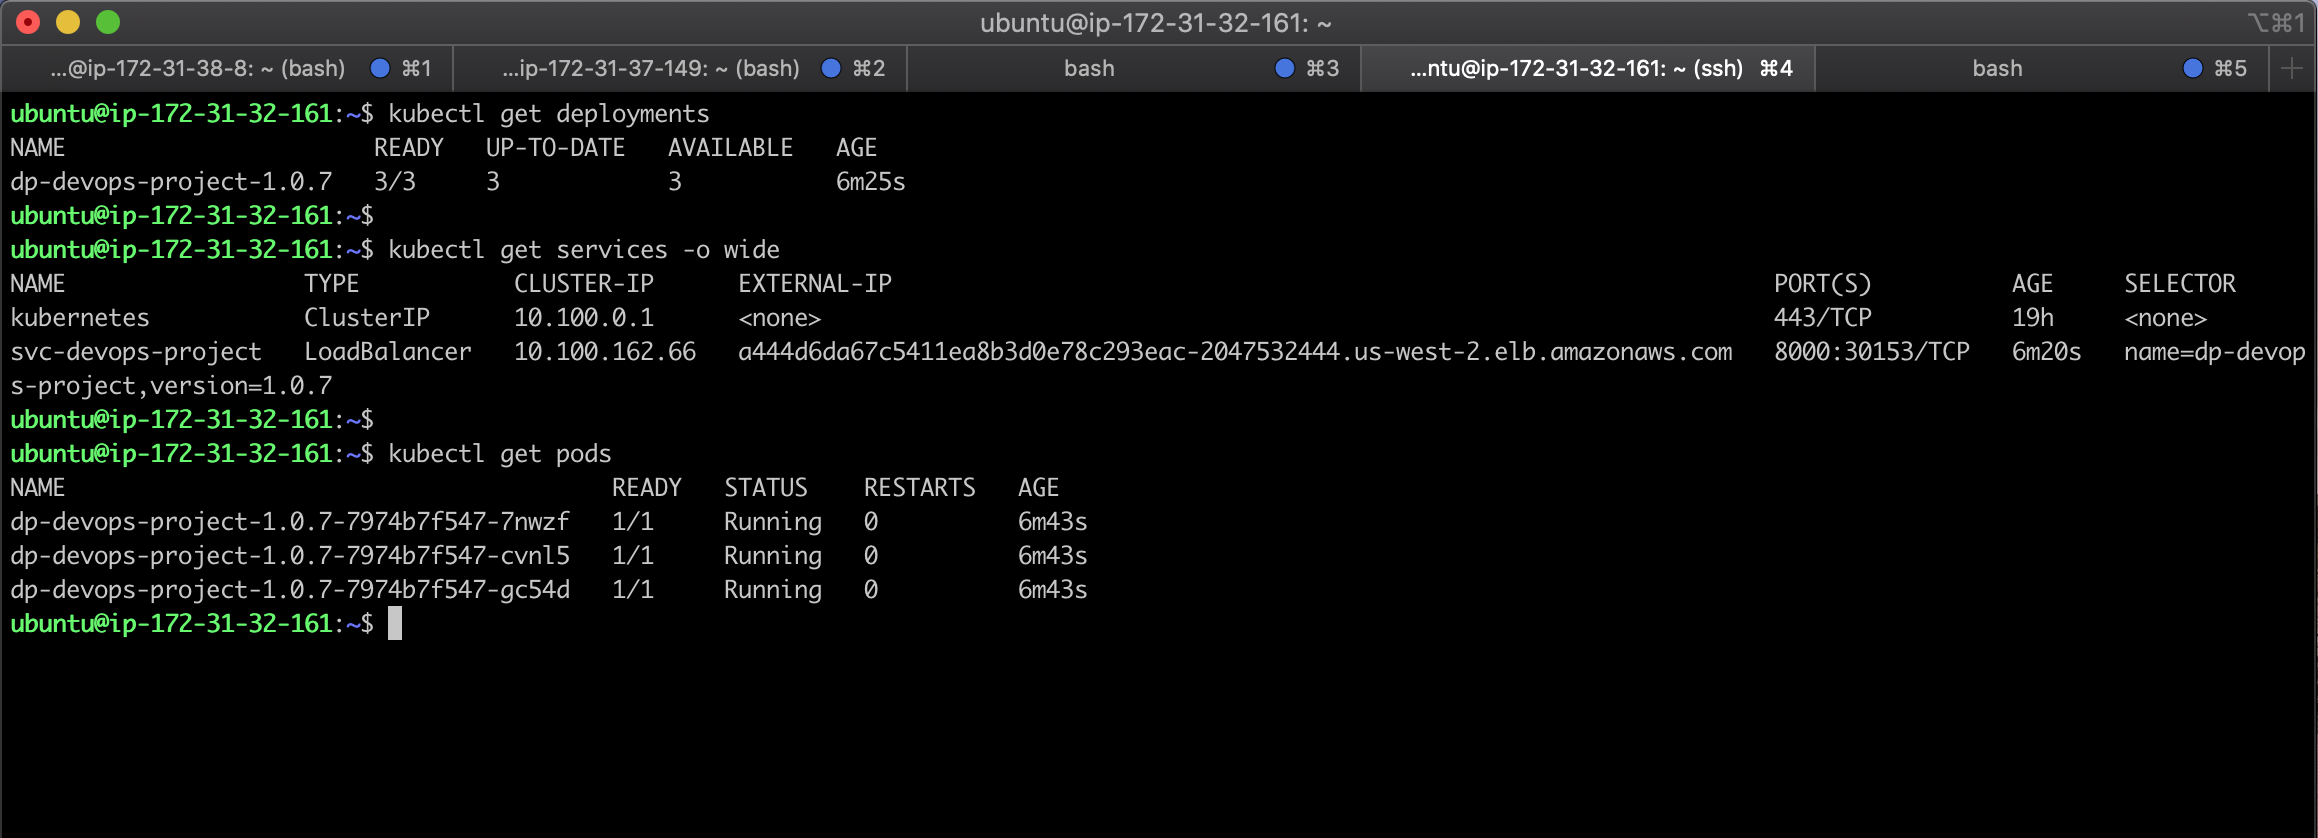 ubuntu@ip-172-31-32-161: ~
⌥⌘1
...@ip-172-31-38-8: ~ (bash) ⌘1
...ip-172-31-37-149: ~ (bash) ⌘2
bash ⌘3
...ntu@ip-172-31-32-161: ~ (ssh) ⌘4
bash ⌘5
ubuntu@ip-172-31-32-161:~$ kubectl get deployments
NAME                      READY   UP-TO-DATE   AVAILABLE   AGE
dp-devops-project-1.0.7   3/3     3            3           6m25s
ubuntu@ip-172-31-32-161:~$
ubuntu@ip-172-31-32-161:~$ kubectl get services -o wide
NAME                 TYPE           CLUSTER-IP      EXTERNAL-IP                                                               PORT(S)          AGE     SELECTOR
kubernetes           ClusterIP      10.100.0.1      <none>                                                                    443/TCP          19h     <none>
svc-devops-project   LoadBalancer   10.100.162.66   a444d6da67c5411ea8b3d0e78c293eac-2047532444.us-west-2.elb.amazonaws.com   8000:30153/TCP   6m20s   name=dp-devop
s-project,version=1.0.7
ubuntu@ip-172-31-32-161:~$
ubuntu@ip-172-31-32-161:~$ kubectl get pods
NAME                                       READY   STATUS    RESTARTS   AGE
dp-devops-project-1.0.7-7974b7f547-7nwzf   1/1     Running   0          6m43s
dp-devops-project-1.0.7-7974b7f547-cvnl5   1/1     Running   0          6m43s
dp-devops-project-1.0.7-7974b7f547-gc54d   1/1     Running   0          6m43s
ubuntu@ip-172-31-32-161:~$